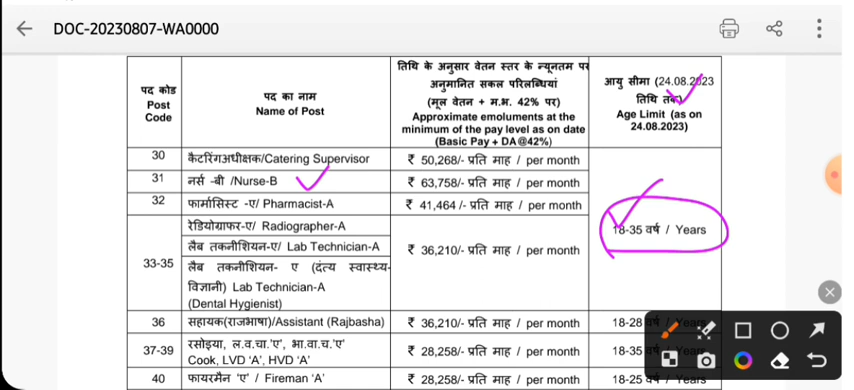 DOC-20230807-WA0000
पद कोड
Post
Code
पद का नाम
Name of Post
तिथि के अनुसार वेतन स्तर के न्यूनतम पर
अनुमानित सकल परिलब्धियां
(मूल वेतन + म.भ. 42% पर)
Approximate emoluments at the
minimum of the pay level as on date
(Basic Pay + DA@42%)
आयु सीमा (24.08.2023
तिथि तक)
Age Limit (as on
24.08.2023)
30 कैटरिंगअधीक्षक/Catering Supervisor ₹ 50,268/- प्रति माह / per month
31 नर्स -बी /Nurse-B ₹ 63,758/- प्रति माह / per month
32 फार्मासिस्ट -ए/ Pharmacist-A ₹ 41,464 /- प्रति माह / per month
18-35 वर्ष / Years
33-35
रेडियोग्राफर-ए/ Radiographer-A
लैब तकनीशियन-ए/ Lab Technician-A
लैब तकनीशियन- ए (दंत्य स्वास्थ्य-
विज्ञानी) Lab Technician-A
(Dental Hygienist)
₹ 36,210/- प्रति माह / per month
36 सहायक(राजभाषा)/Assistant (Rajbasha) ₹ 36,210/- प्रति माह / per month 18-28 वर्ष / Years
37-39 रसोइया, ल.व.चा.'ए', भा.वा.च.'ए'
Cook, LVD 'A', HVD 'A'
₹ 28,258/- प्रति माह / per month 18-35 वर्ष / Years
40 फायरमैन 'ए' / Fireman 'A' ₹ 28,258/- प्रति माह / per month 18-25 वर्ष / Years